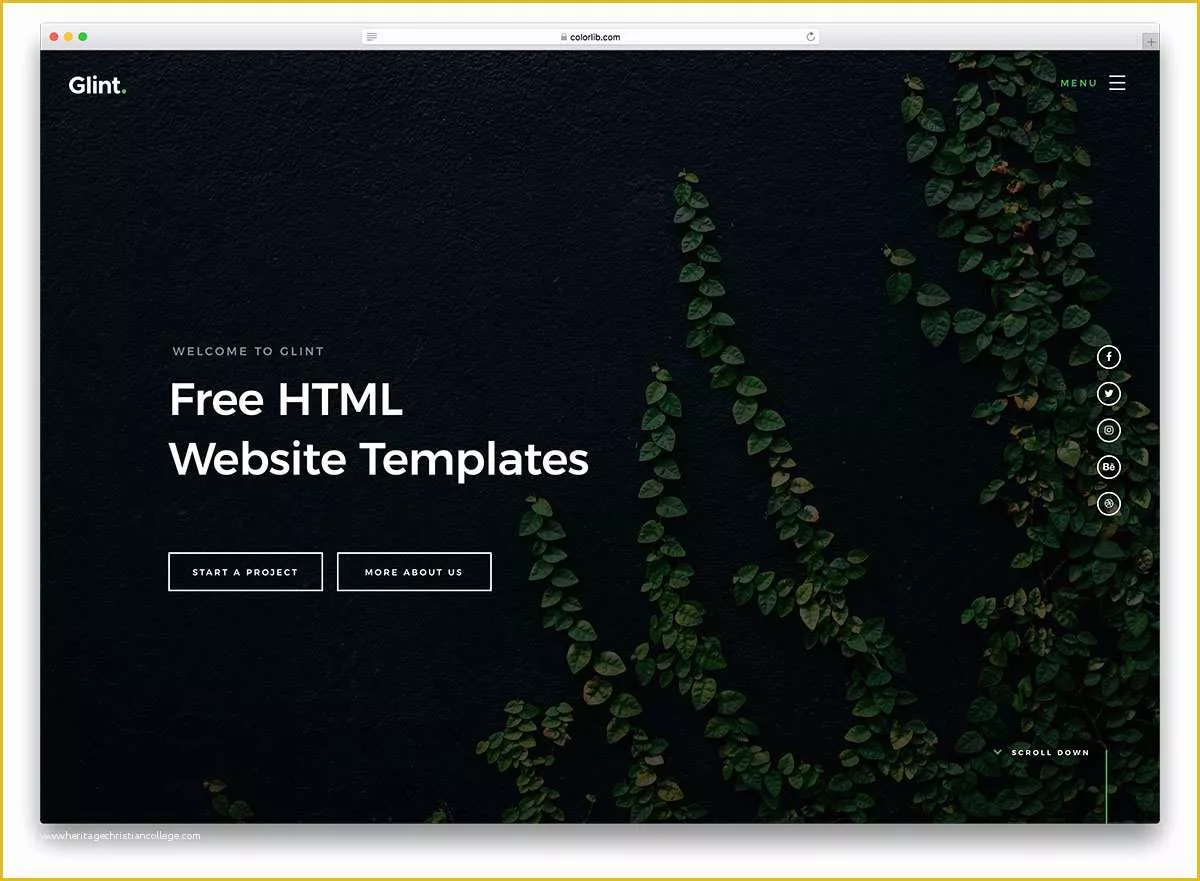 colorlib.com
Glint.
MENU
WELCOME TO GLINT
Free HTML
Website Templates
START A PROJECT
MORE ABOUT US
Bē
SCROLL DOWN
www.heritagechristiancollege.com